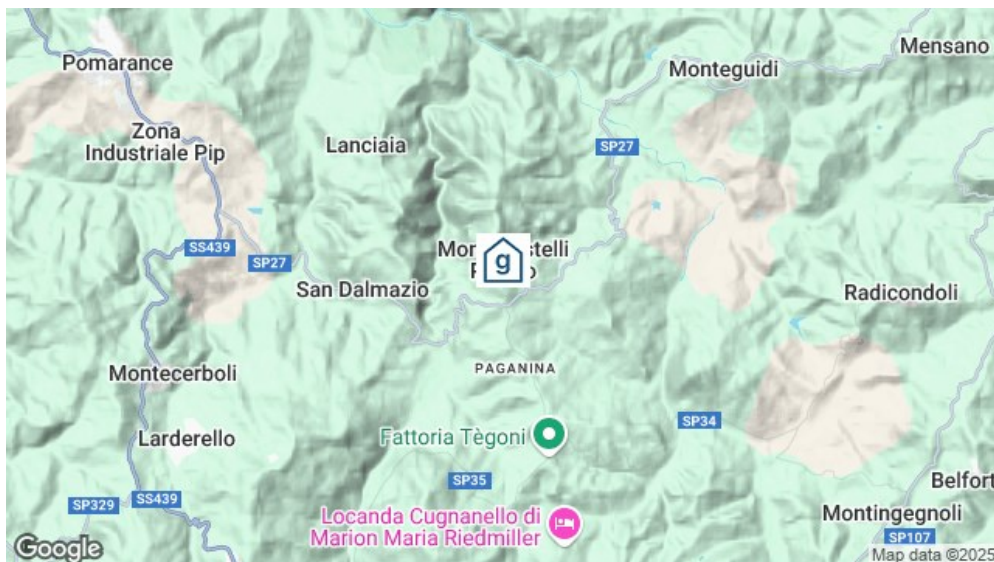 Mensano
Pomarance
Monteguidi
Zona
Industriale Pip
Lanciaia
SP27
SS439
SP27
g
San Dalmazio
Radicondoli
PAGANINA
Montecerboli
Larderello
Fattoria Tègoni
SP34
SP35
Belfort
SP329
SS439
Locanda Cugnanello di
Marion Maria Riedmiller
Montingegnoli
SP107
Google
Map data ©2025